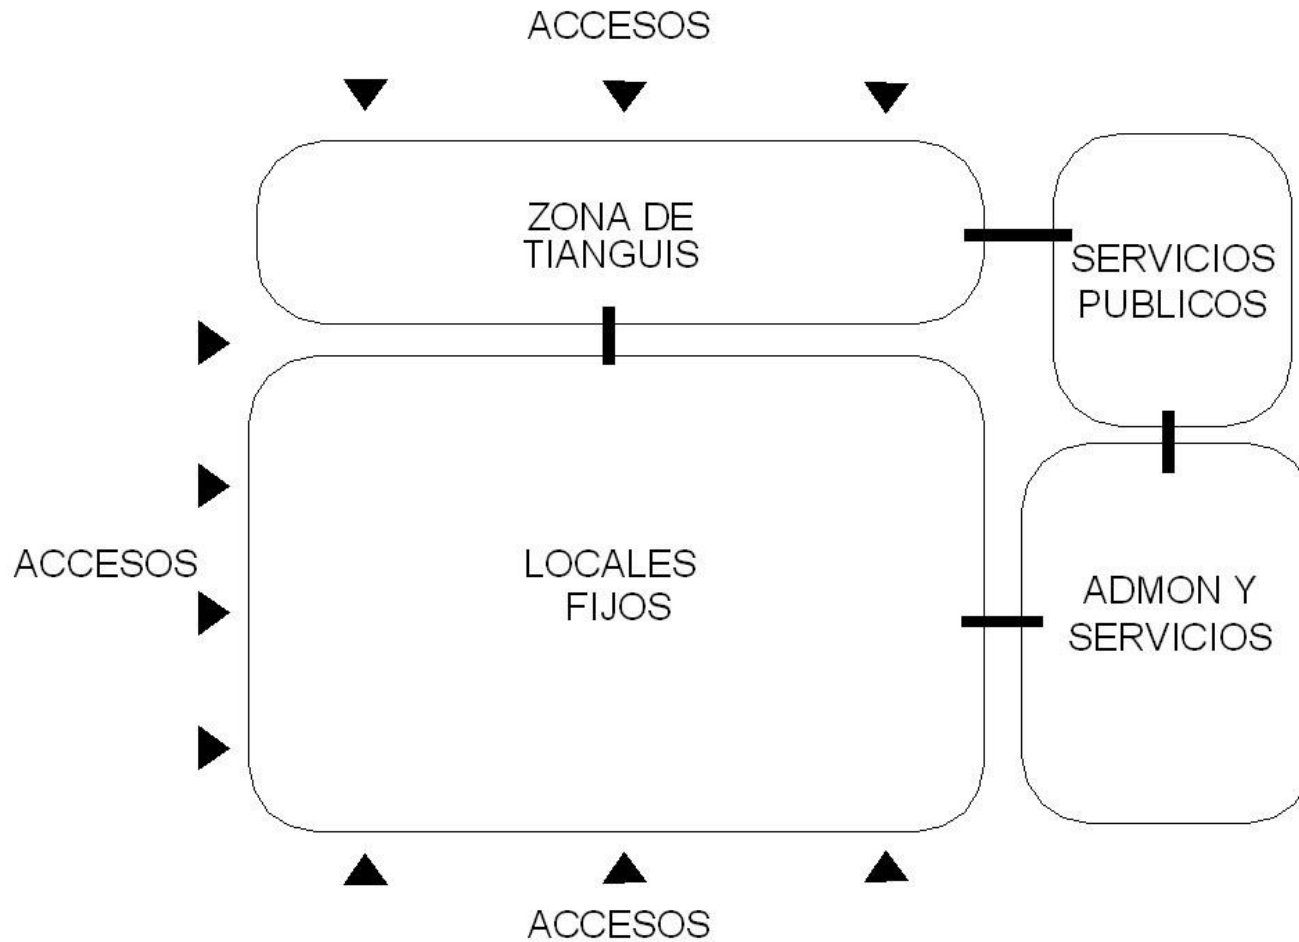 ACCESOS
ZONA DE
TIANGUIS
SERVICIOS
PUBLICOS
ACCESOS
LOCALES
FIJOS
ADMON Y
SERVICIOS
ACCESOS